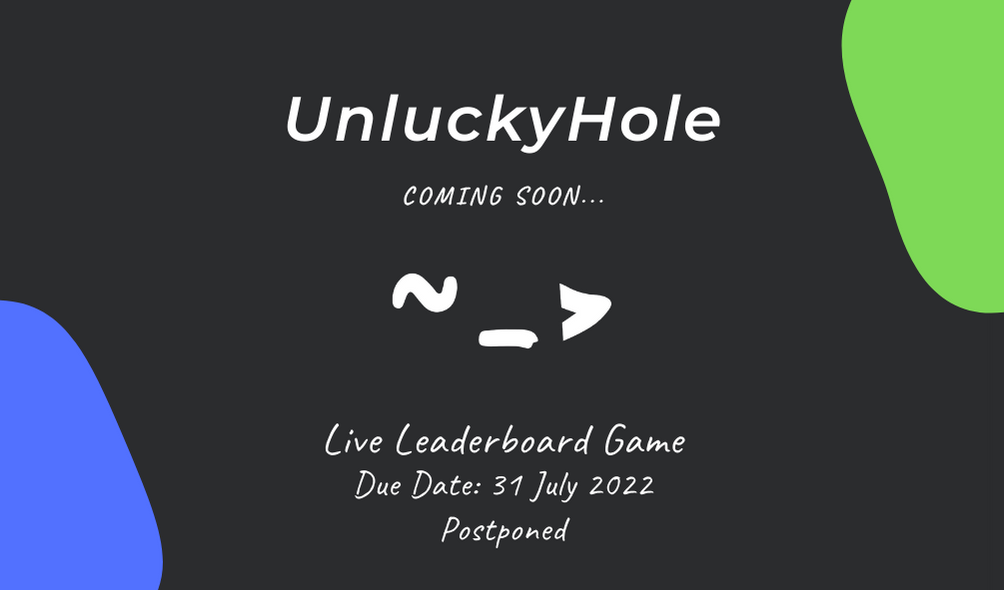 UnluckyHole
COMING SOON...
~_>
Live Leaderboard Game
Due Date: 31 July 2022
Postponed